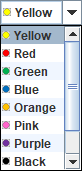 Yellow
Yellow
Red
Green
Blue
Orange
Pink
Purple
Black